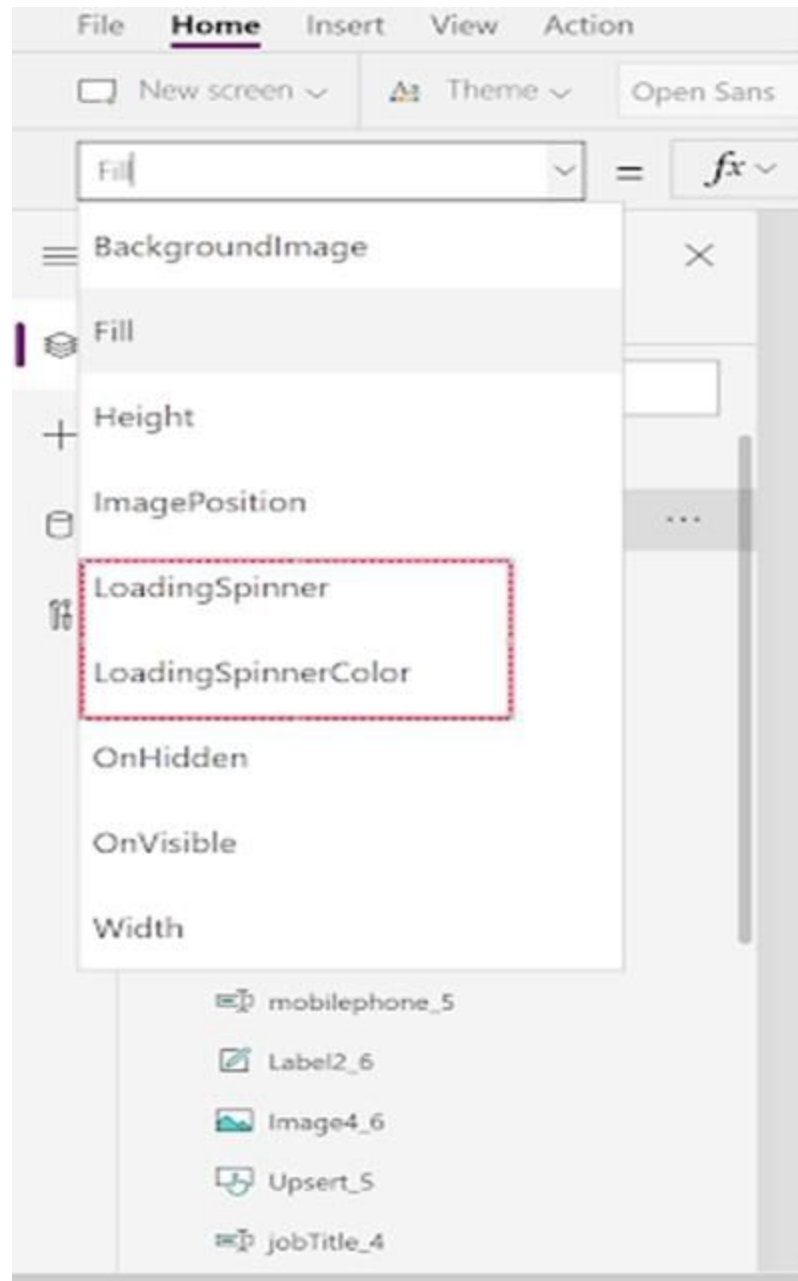 File Home Insert View Action
New screen Theme Open Sans
Fill = fx
BackgroundImage
Fill
Height
ImagePosition
LoadingSpinner
LoadingSpinnerColor
OnHidden
OnVisible
Width
mobilephone_5
Label2_6
Image4_6
Upsert_5
jobTitle_4